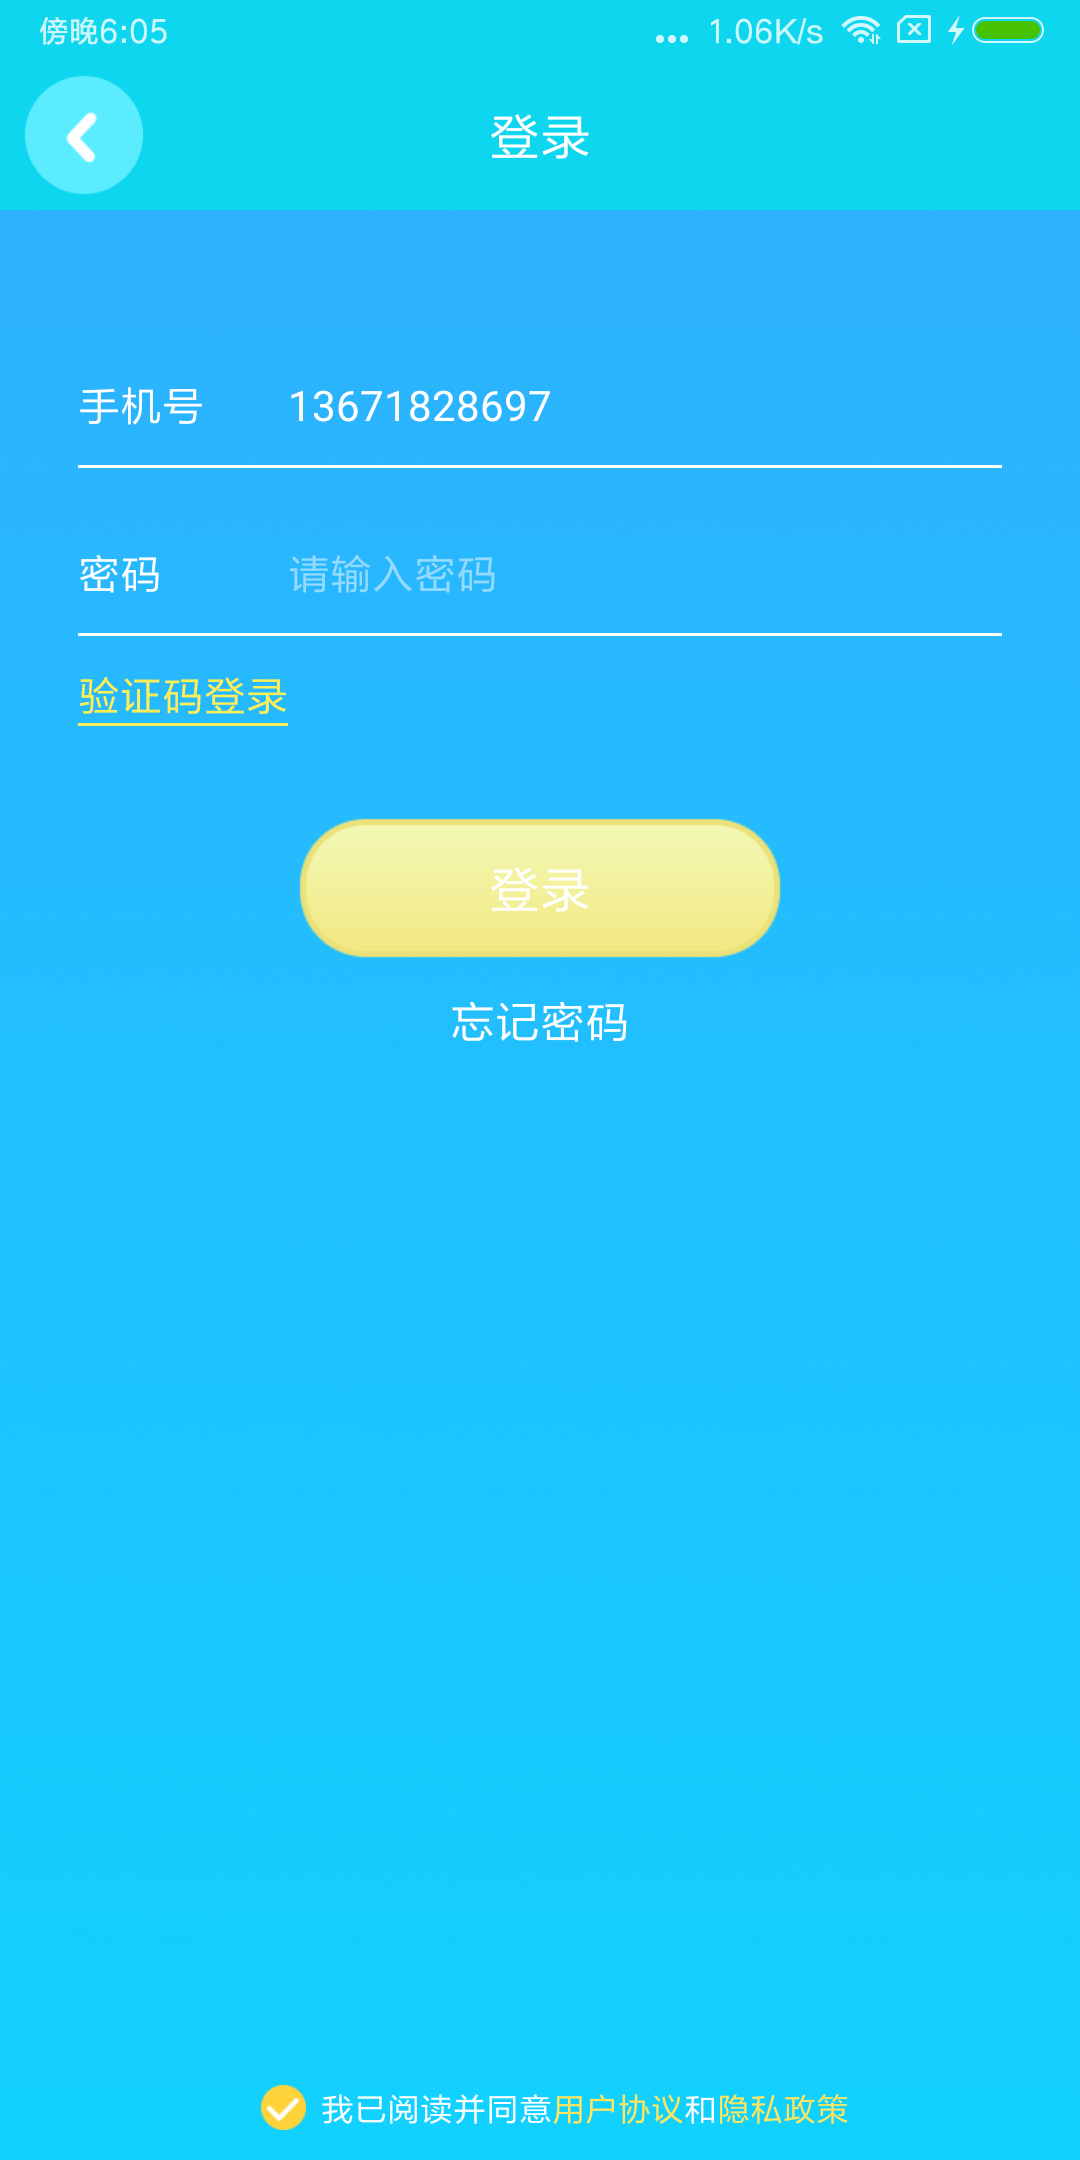 傍晚6:05 ... 1.06K/s
登录
手机号 13671828697
密码 请输入密码
验证码登录
登录
忘记密码
我已阅读并同意用户协议和隐私政策